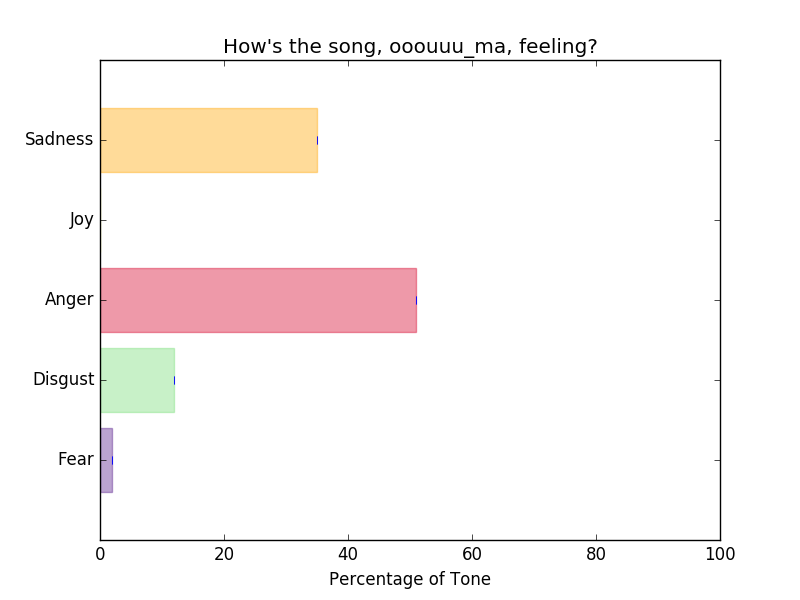 How's the song, ooouuu_ma, feeling?
Sadness
Joy
Anger
Disgust
Fear
0 20 40 60 80 100
Percentage of Tone